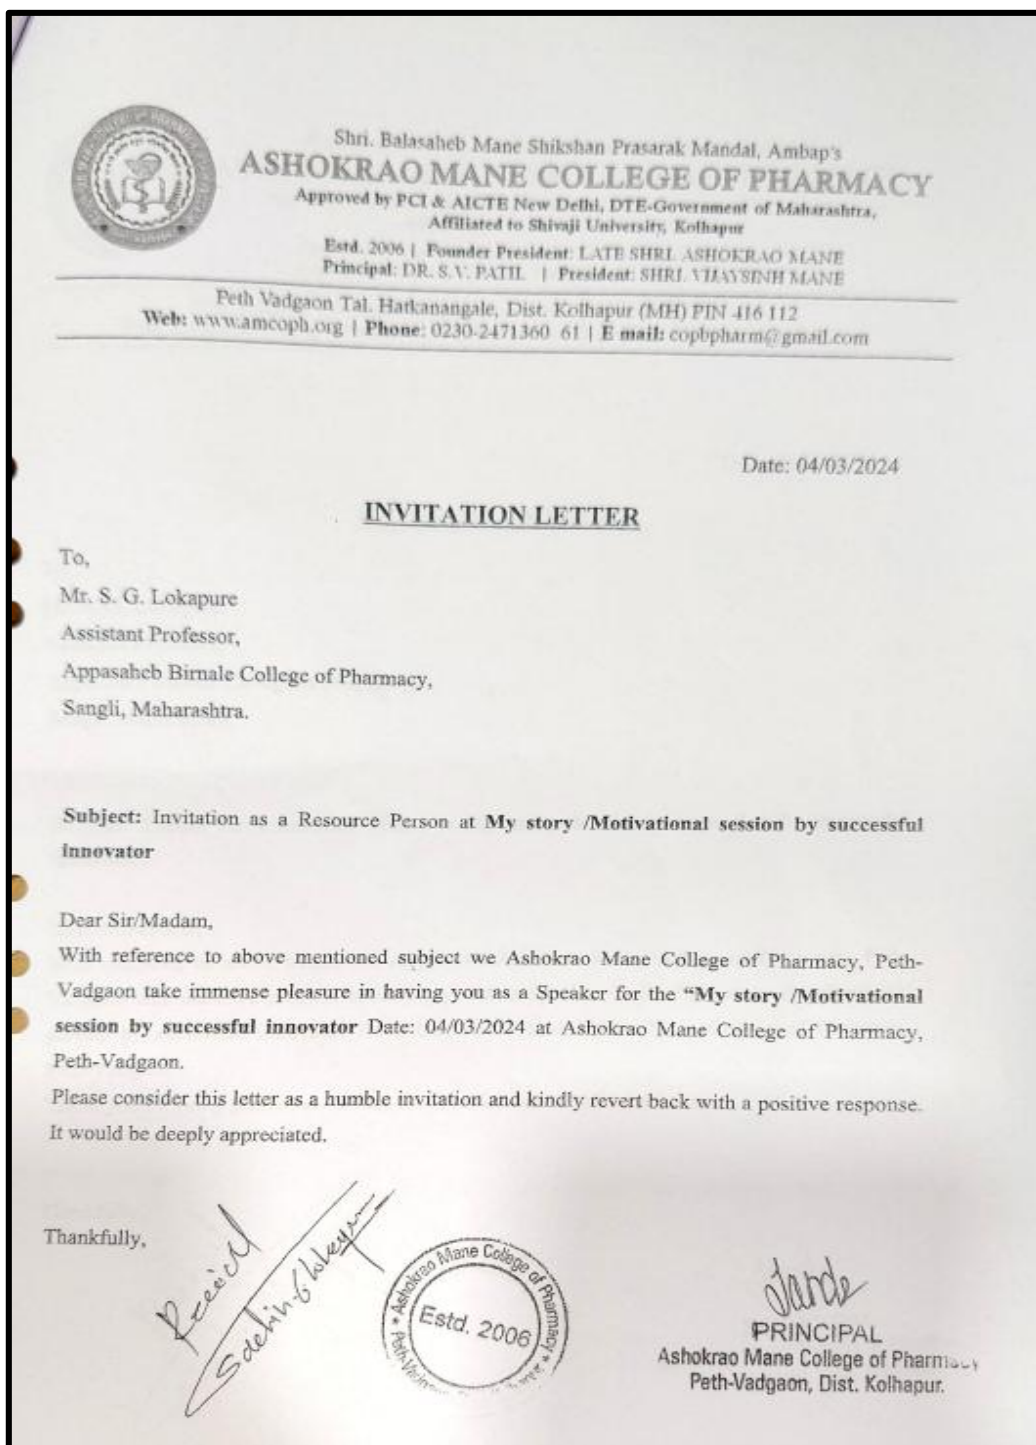 Shri. Balasaheb Mane Shikshan Prasarak Mandal, Ambap's
ASHOKRAO MANE COLLEGE OF PHARMACY
Approved by PCI & AICTE New Delhi, DTE-Government of Maharashtra,
Affiliated to Shivaji University, Kolhapur
Estd. 2006 | Founder President: LATE SHRI. ASHOKRAO MANE
Principal: DR. S.V. PATIL | President: SHRI. VIJAYSINH MANE
Peth Vadgaon Tal. Hatkanangale, Dist. Kolhapur (MH) PIN 416 112
Web: www.amcoph.org | Phone: 0230-2471360 61 | E mail: copbpharm@gmail.com
Date: 04/03/2024
INVITATION LETTER
To,
Mr. S. G. Lokapure
Assistant Professor,
Appasaheb Birnale College of Pharmacy,
Sangli, Maharashtra.
Subject: Invitation as a Resource Person at My story /Motivational session by successful
innovator
Dear Sir/Madam,
With reference to above mentioned subject we Ashokrao Mane College of Pharmacy, Peth-
Vadgaon take immense pleasure in having you as a Speaker for the “My story /Motivational
session by successful innovator Date: 04/03/2024 at Ashokrao Mane College of Pharmacy,
Peth-Vadgaon.
Please consider this letter as a humble invitation and kindly revert back with a positive response.
It would be deeply appreciated.
Thankfully,
* Ashokrao Mane College of Pharmacy *
Estd. 2006
PRINCIPAL
Ashokrao Mane College of Pharmacy
Peth-Vadgaon, Dist. Kolhapur.